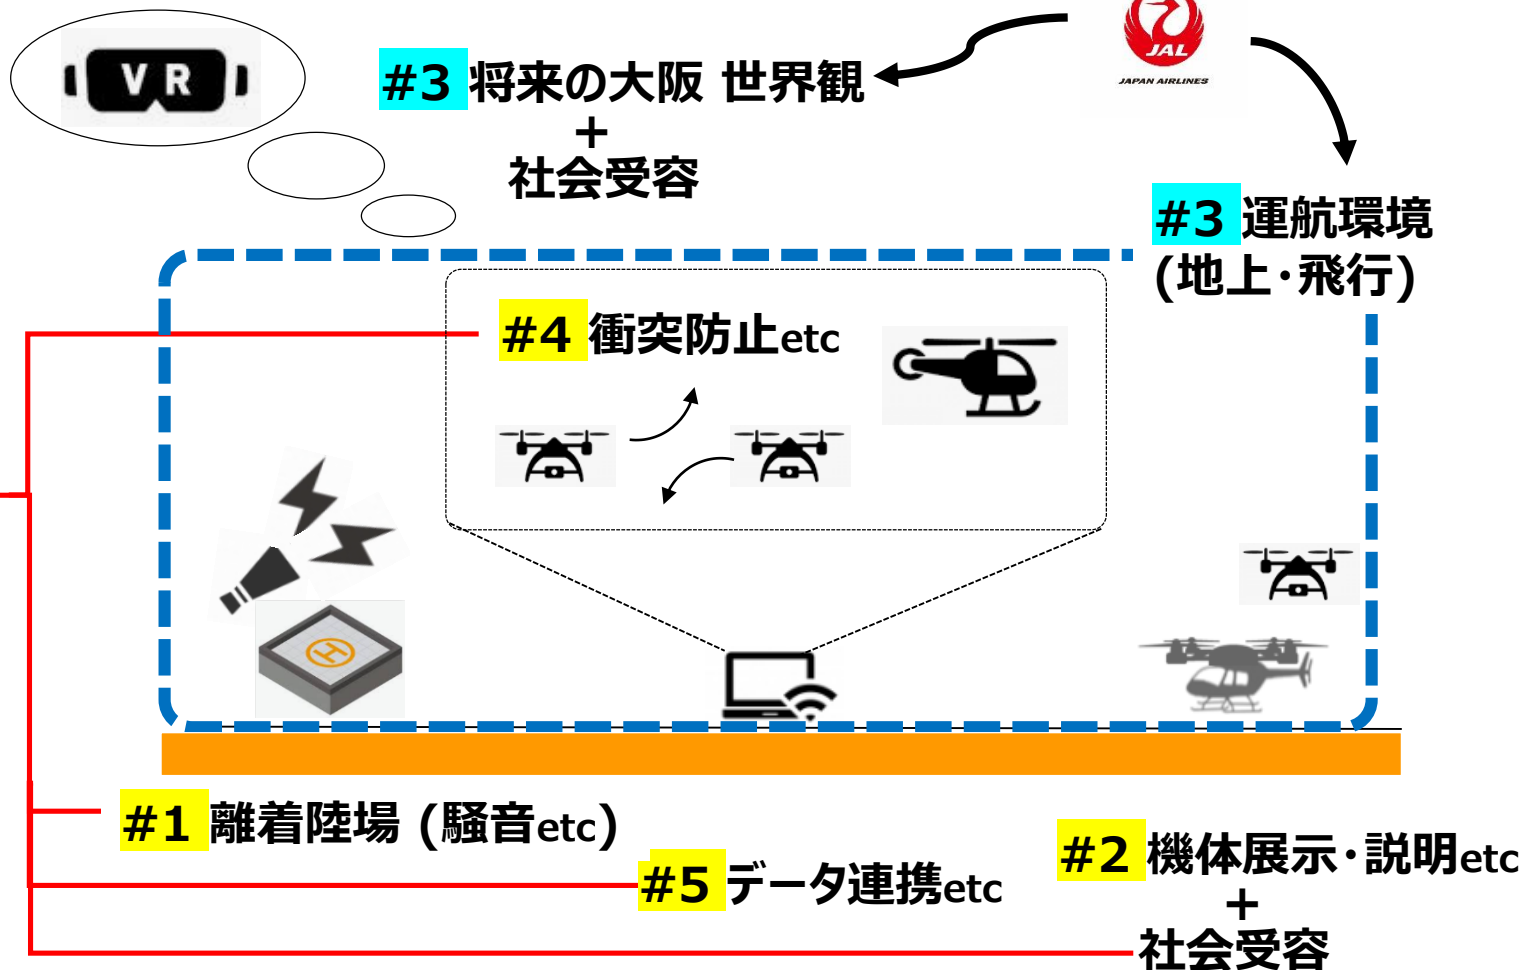 VR
JAL
JAPAN AIRLINES
#3 将来の大阪 世界観
+
社会受容
#3 運航環境
(地上・飛行)
#4 衝突防止etc
H
#1 離着陸場 (騒音etc)
#5 データ連携etc
#2 機体展示・説明etc
+
社会受容